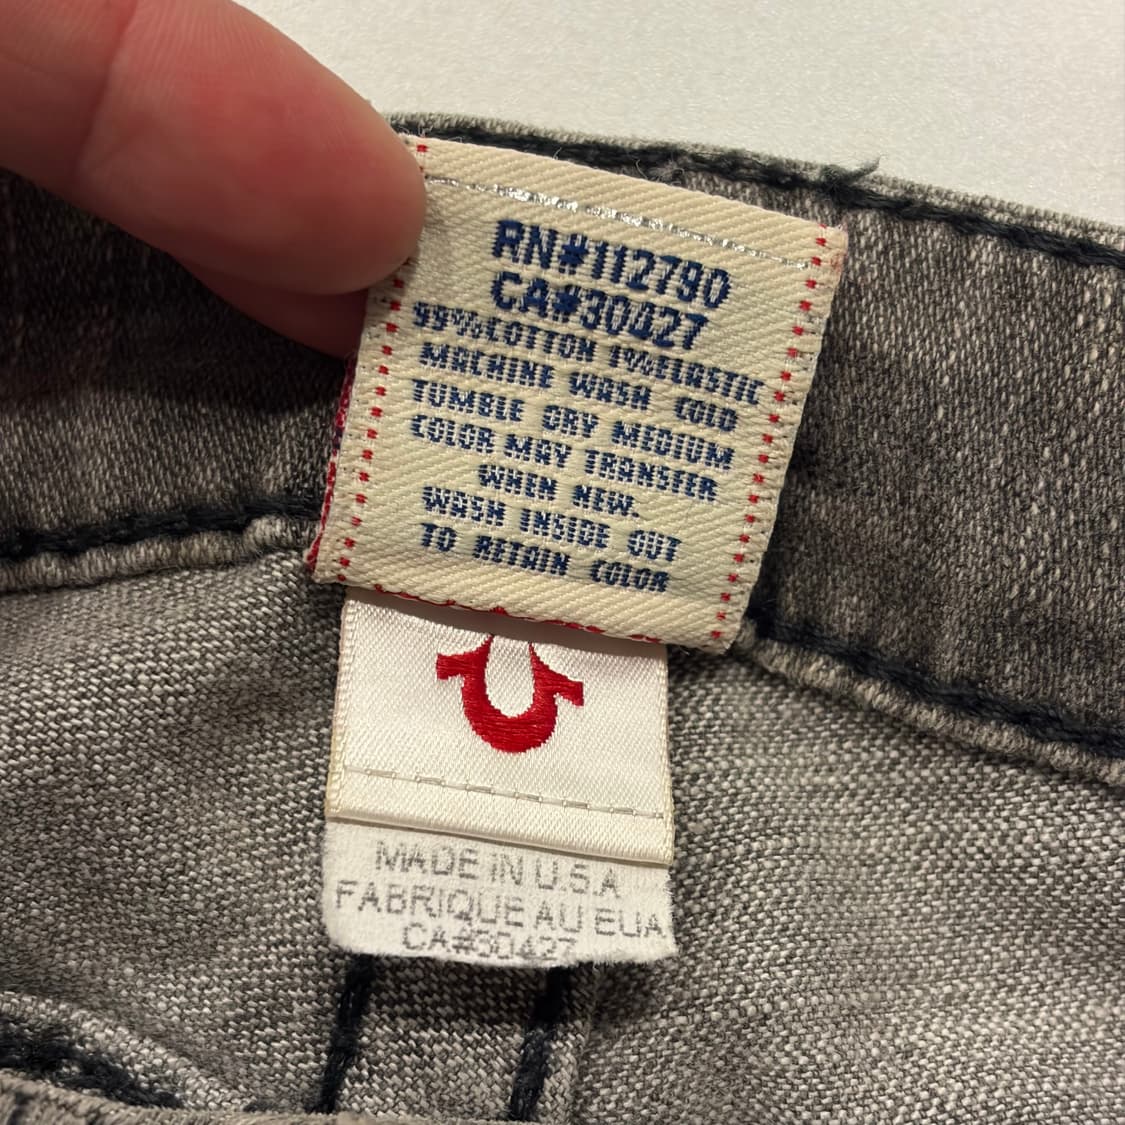 RN#112790
CA#30427
99%COTTON 1%ELASTIC
MACHINE WASH COLD
TUMBLE DRY MEDIUM
COLOR MAY TRANSFER
WHEN NEW.
WASH INSIDE OUT
TO RETAIN COLOR
MADE IN U.S.A
FABRIQUE AU EUA
CA#30427